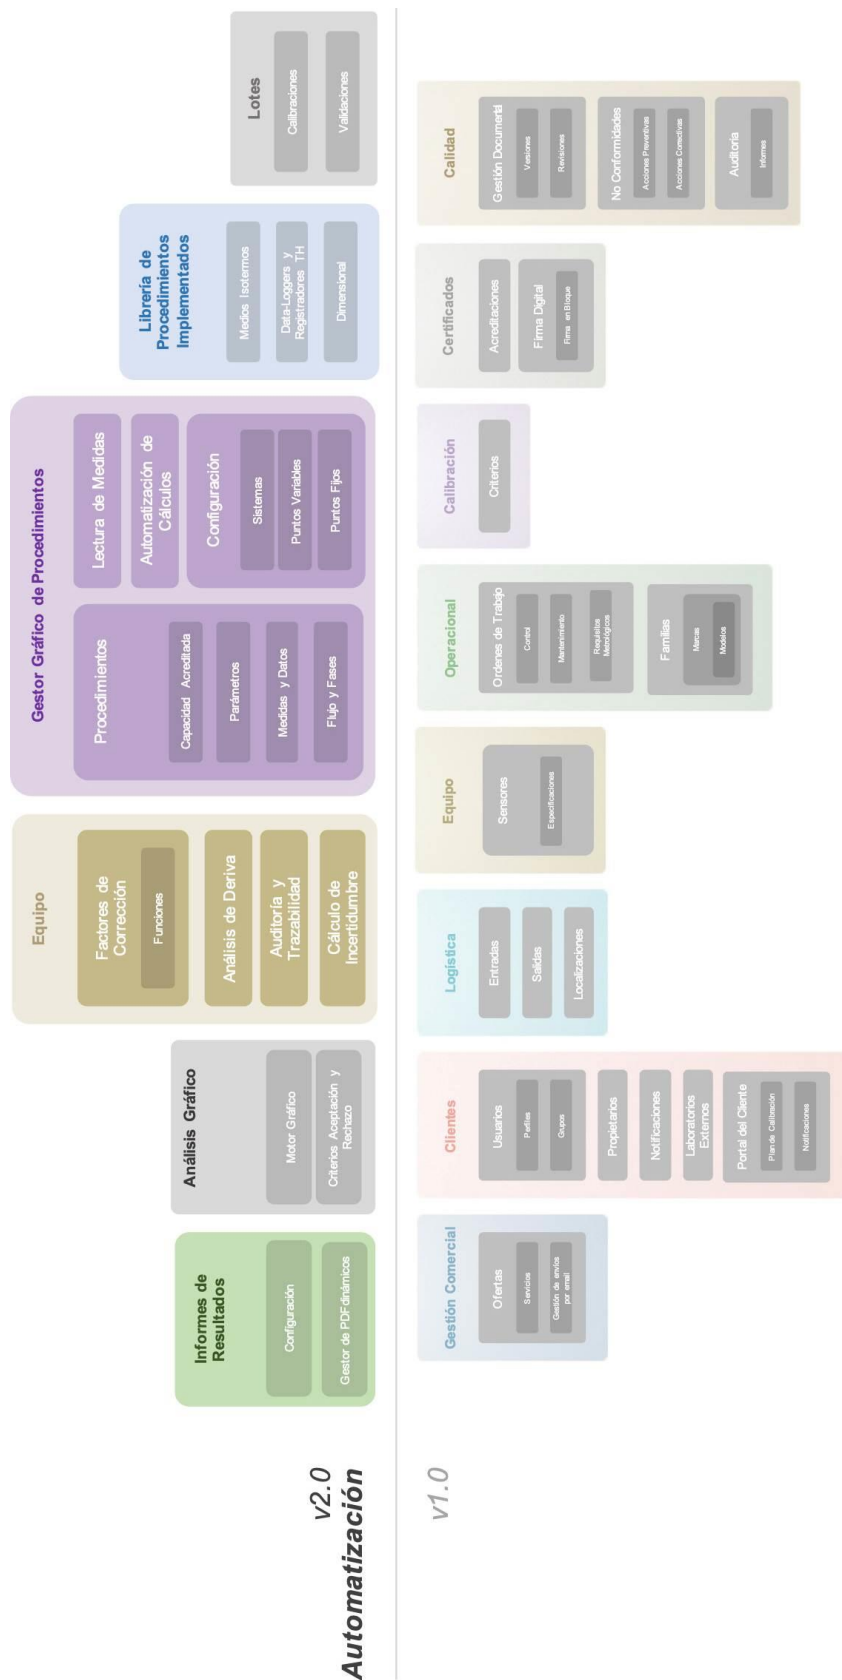 v2.0
Automatización
Informes de
Resultados
Configuración
Gestor de PDF dinámicos
Análisis Gráfico
Motor Gráfico
Criterios Aceptación y
Rechazo
Equipo
Factores de
Corrección
Funciones
Análisis de Deriva
Auditoría y
Trazabilidad
Cálculo de
Incertidumbre
Gestor Gráfico de Procedimientos
Procedimientos
Capacidad Acreditada
Parámetros
Medidas y Datos
Flujo y Fases
Lectura de Medidas
Automatización de
Cálculos
Configuración
Sistemas
Puntos Variables
Puntos Fijos
Librería de
Procedimientos
Implementados
Medios Isotermos
Data-Loggers y
Registradores TH
Dimensional
Lotes
Calibraciones
Validaciones
v1.0
Gestión Comercial
Ofertas
Servicios
Gestión de envíos
por email
Clientes
Usuarios
Perfiles
Grupos
Propietarios
Notificaciones
Laboratorios
Externos
Portal del Cliente
Plan de Calibración
Notificaciones
Logística
Entradas
Salidas
Localizaciones
Equipo
Sensores
Especificaciones
Operacional
Ordenes de Trabajo
Control
Mantenimiento
Requisitos
Metrológicos
Familias
Marcas
Modelos
Calibración
Criterios
Certificados
Acreditaciones
Firma Digital
Firma en Bloque
Calidad
Gestión Documental
Versiones
Revisiones
No Conformidades
Acciones Preventivas
Acciones Correctivas
Auditoría
Informes